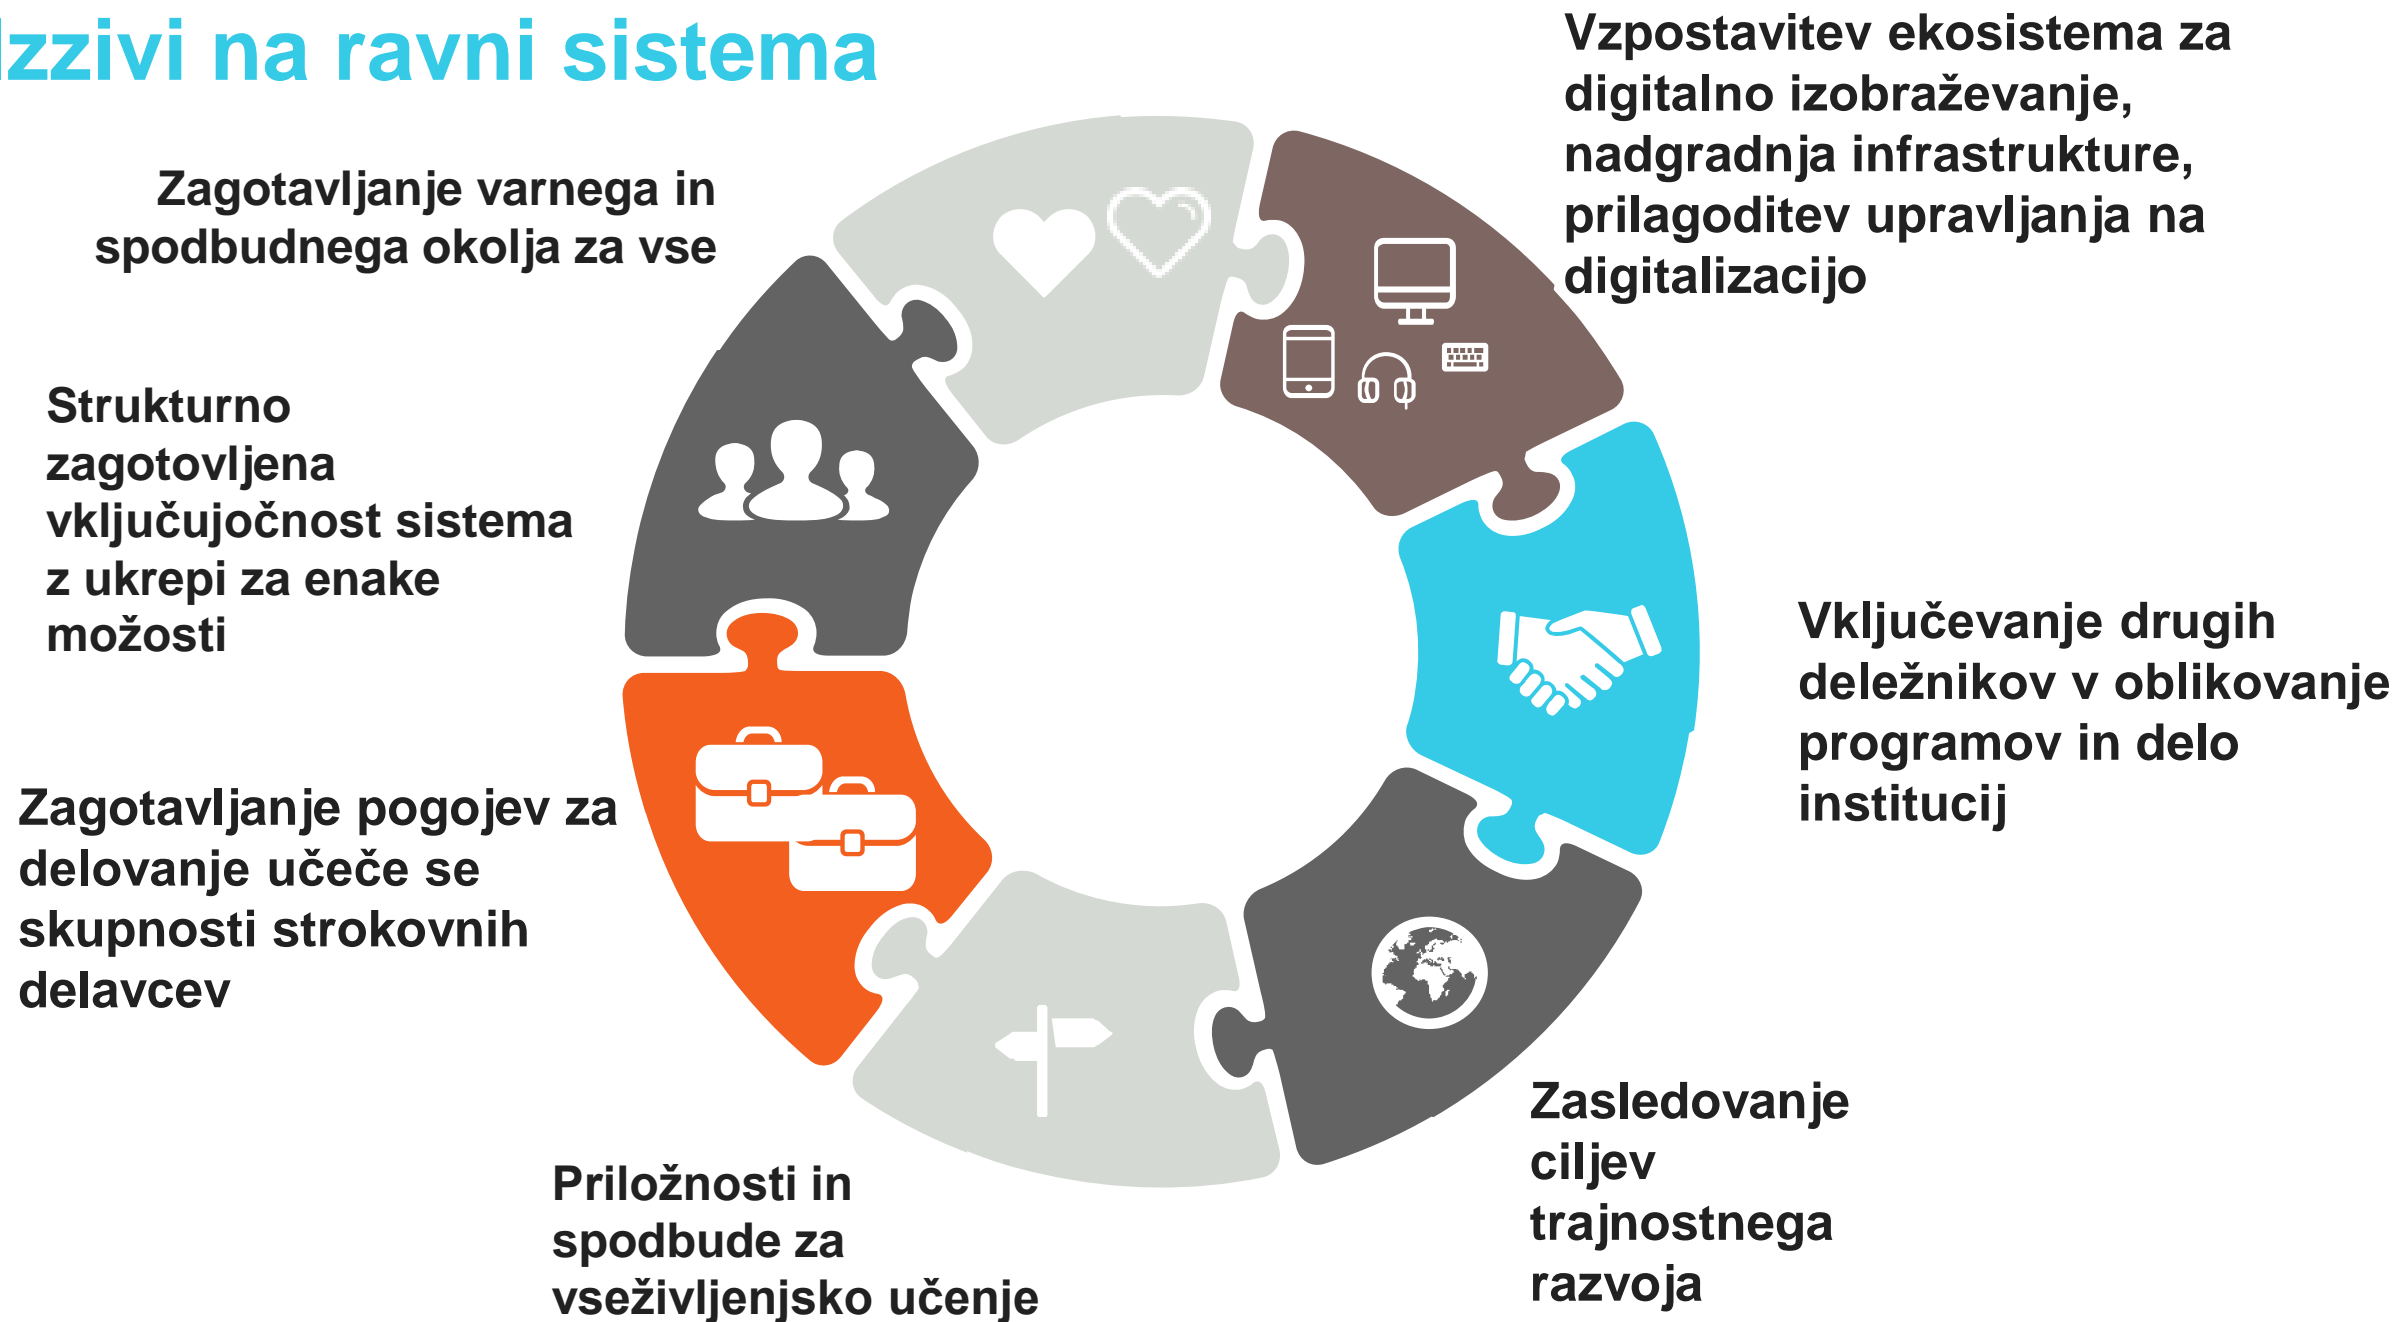 Izzivi na ravni sistema
Zagotavljanje varnega in
spodbudnega okolja za vse
Vzpostavitev ekosistema za
digitalno izobraževanje,
nadgradnja infrastrukture,
prilagoditev upravljanja na
digitalizacijo
Strukturno
zagotovljena
vključujočnost sistema
z ukrepi za enake
možosti
Vključevanje drugih
deležnikov v oblikovanje
programov in delo
institucij
Zagotavljanje pogojev za
delovanje učeče se
skupnosti strokovnih
delavcev
Zasledovanje
ciljev
trajnostnega
razvoja
Priložnosti in
spodbude za
vseživljenjsko učenje